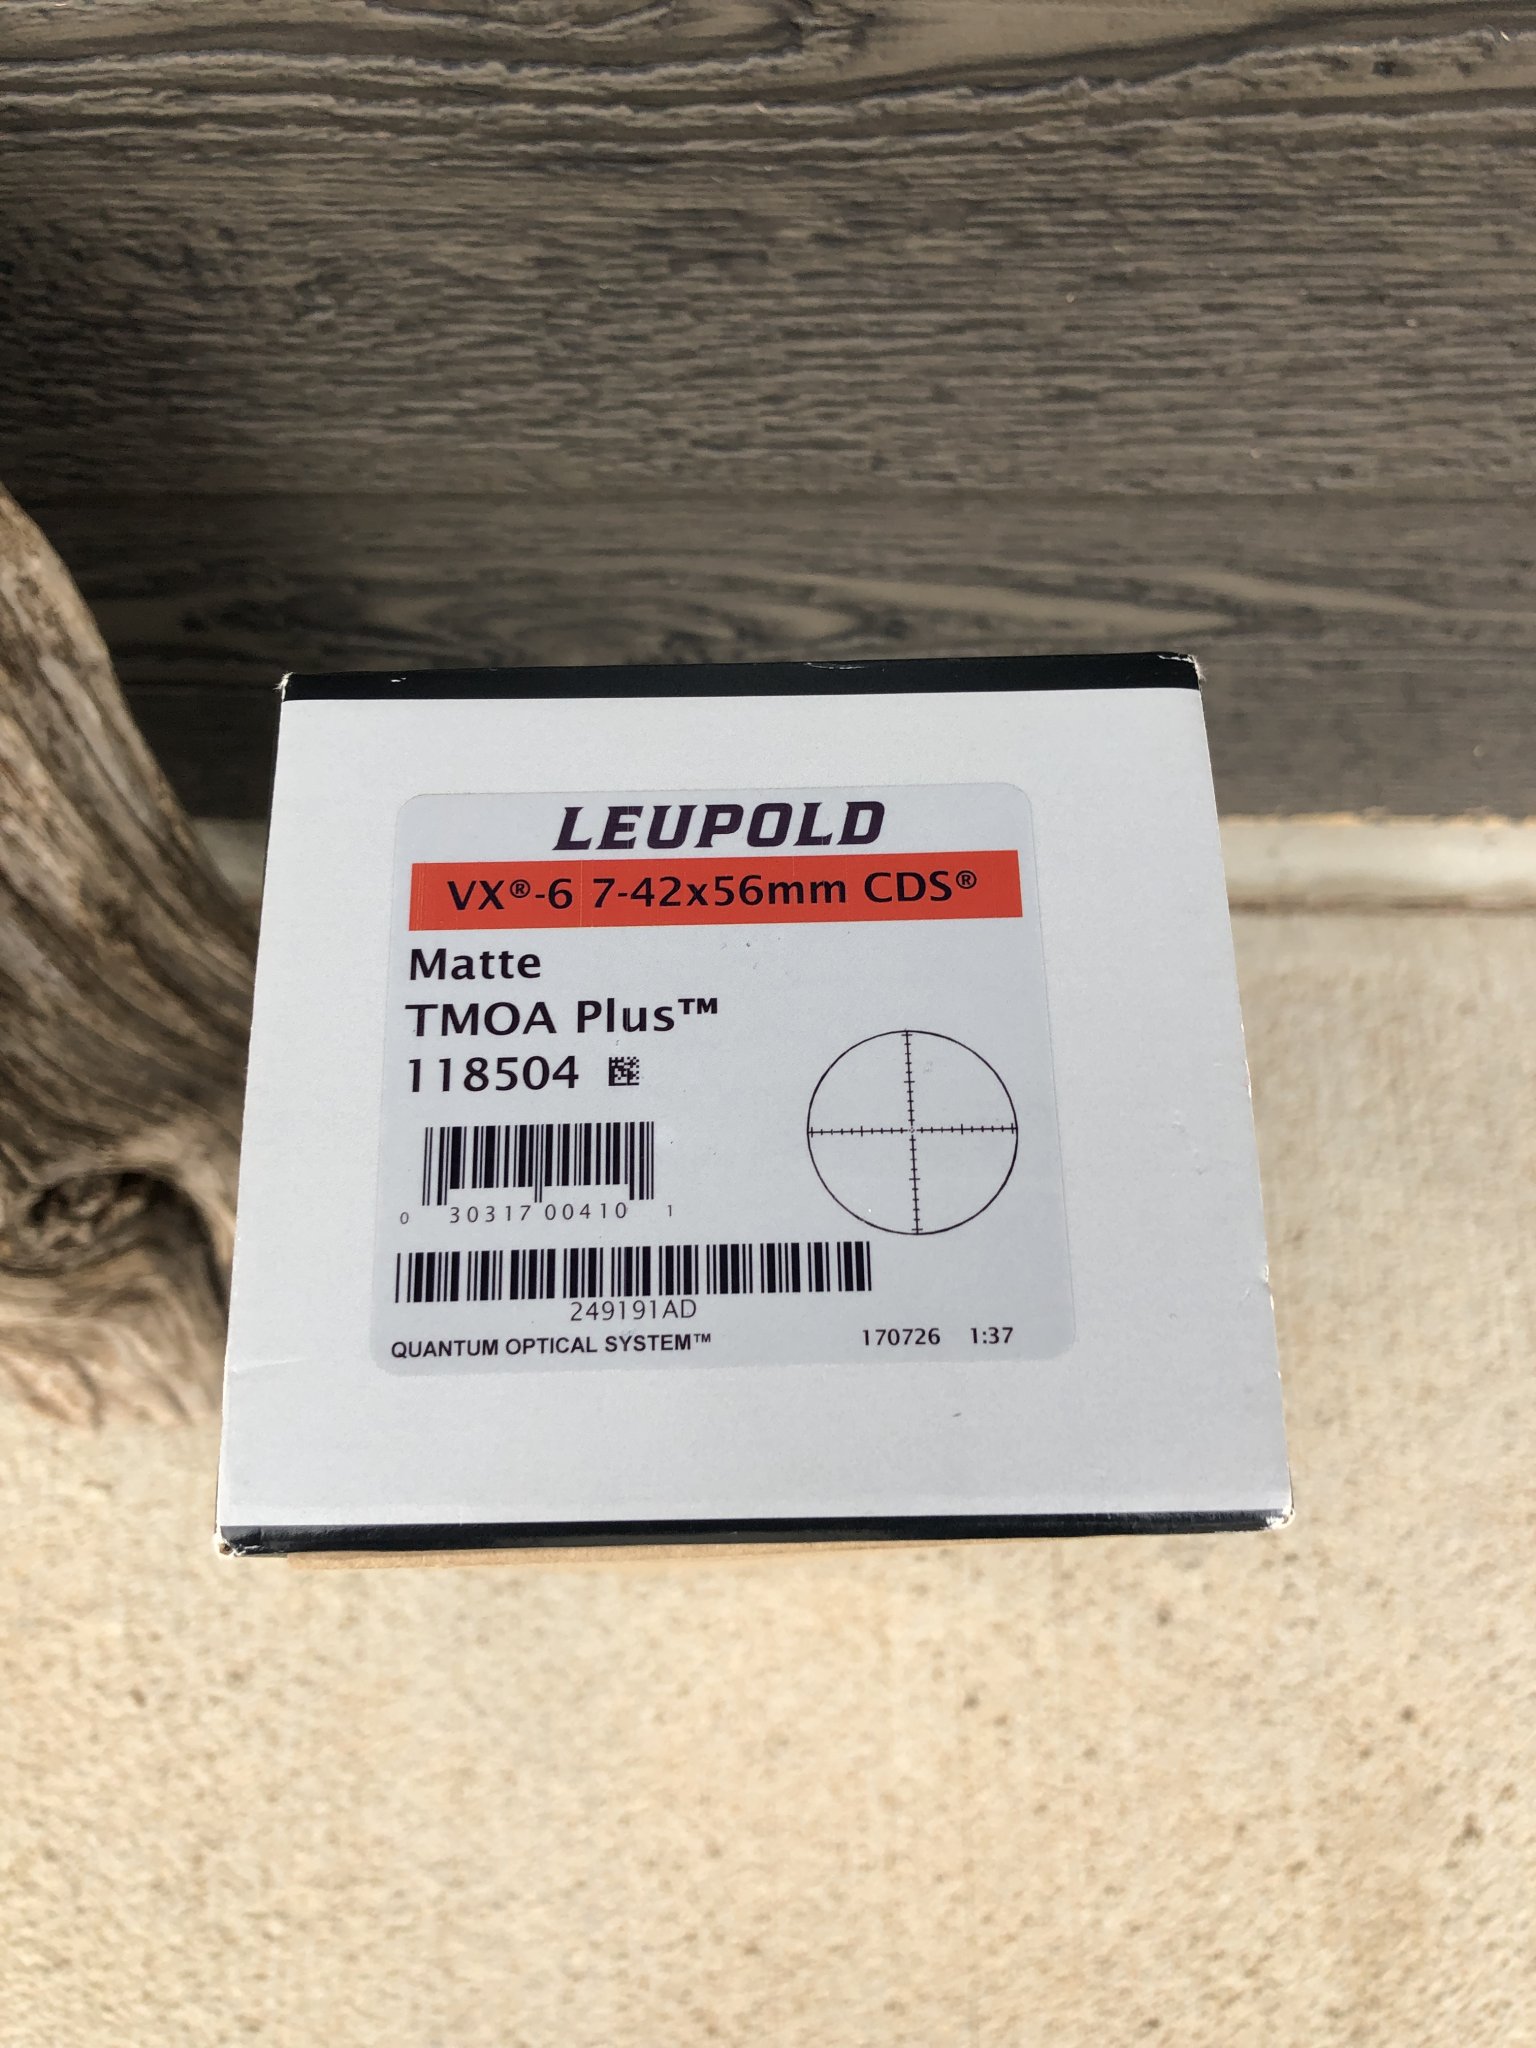 LEUPOLD
VX®-6 7-42x56mm CDS®
Matte
TMOA Plus™
118504
0 30317 00410 1
249191AD
QUANTUM OPTICAL SYSTEM™ 170726 1:37